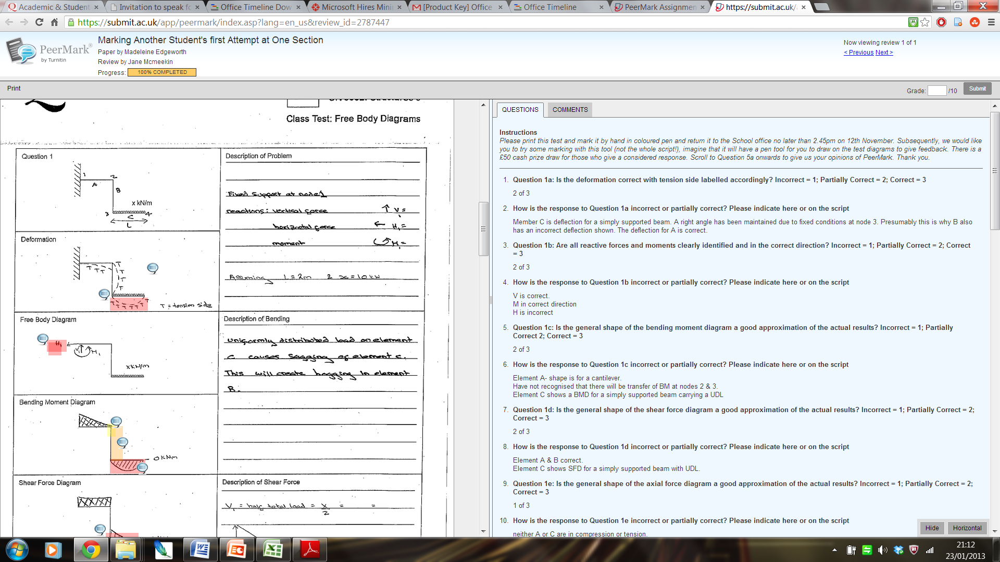 Academic & Student
Invitation to speak fo
Office Timeline Dow
Microsoft Hires Mini
[Product Key] Office
Office Timeline
PeerMark Assignmen
https://submit.ac.uk/
https://submit.ac.uk/app/peermark/index.asp?lang=en_us&review_id=2787447
PeerMark®
by Turnitin
Marking Another Student's first Attempt at One Section
Paper by Madeleine Edgeworth
Review by Jane Mcmeekin
Progress: 100% COMPLETED
Now viewing review 1 of 1
< Previous Next >
Print
Grade: /10 Submit
Class Test: Free Body Diagrams
Question 1
1 2
A
B
x kN/m
3 4
C
L
Description of Problem
Fixed support at node 1
reactions: vertical force ↑ V1 =
horizontal force ← H1 =
moment M1 =
Assuming L = 2m & x = 10 kN
Deformation
T T T T T T T
T T T T T T
T = tension side
Free Body Diagram
H1
V1 M1
x kN/m
Description of Bending
uniformly distributed load on element
c causes sagging of element c.
This will create hogging in element
B.
Bending Moment Diagram
0 kNm
Shear Force Diagram
Description of Shear Force
V1 = half total load = x/2 = =
QUESTIONS COMMENTS
Instructions
Please print this test and mark it by hand in coloured pen and return it to the School office no later than 2.45pm on 12th November. Subsequently, we would like
you to try some marking with this tool (not the whole script!), imagine that it will have a pen tool for you to draw on the test diagrams to give feedback. There is a
£50 cash prize draw for those who give a considered response. Scroll to Question 5a onwards to give us your opinions of PeerMark. Thank you.
1. Question 1a: Is the deformation correct with tension side labelled accordingly? Incorrect = 1; Partially Correct = 2; Correct = 3
2 of 3
2. How is the response to Question 1a incorrect or partially correct? Please indicate here or on the script
Member C is deflection for a simply supported beam. A right angle has been maintained due to fixed conditions at node 3. Presumably this is why B also
has an incorrect deflection shown. The deflection for A is correct.
3. Question 1b: Are all reactive forces and moments clearly identified and in the correct direction? Incorrect = 1; Partially Correct = 2; Correct
= 3
2 of 3
4. How is the response to Question 1b incorrect or partially correct? Please indicate here or on the script
V is correct.
M in correct direction
H is incorrect
5. Question 1c: Is the general shape of the bending moment diagram a good approximation of the actual results? Incorrect = 1; Partially
Correct 2; Correct = 3
2 of 3
6. How is the response to Question 1c incorrect or partially correct? Please indicate here or on the script
Element A- shape is for a cantilever.
Have not recognised that there will be transfer of BM at nodes 2 & 3.
Element C shows a BMD for a simply supported beam carrying a UDL
7. Question 1d: Is the general shape of the shear force diagram a good approximation of the actual results? Incorrect = 1; Partially Correct = 2;
Correct = 3
2 of 3
8. How is the response to Question 1d incorrect or partially correct? Please indicate here or on the script
Element A & B correct.
Element C shows SFD for a simply supported beam with UDL.
9. Question 1e: Is the general shape of the axial force diagram a good approximation of the actual results? Incorrect = 1; Partially Correct = 2;
Correct = 3
1 of 3
10. How is the response to Question 1e incorrect or partially correct? Please indicate here or on the script
neither A or C are in compression or tension.
Hide Horizontal
21:12
23/01/2013